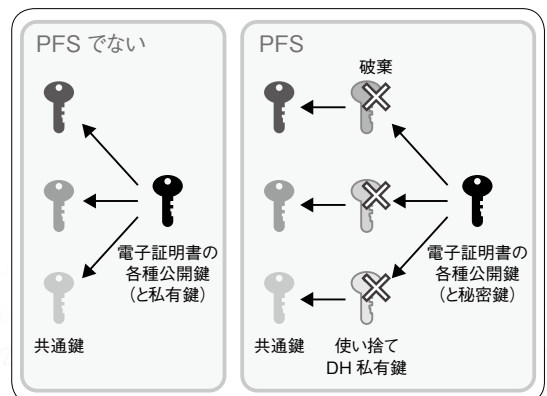 PFS でない
電子証明書の
各種公開鍵
(と私有鍵)
共通鍵
PFS
破棄
電子証明書の
各種公開鍵
(と秘密鍵)
共通鍵
使い捨て
DH 私有鍵